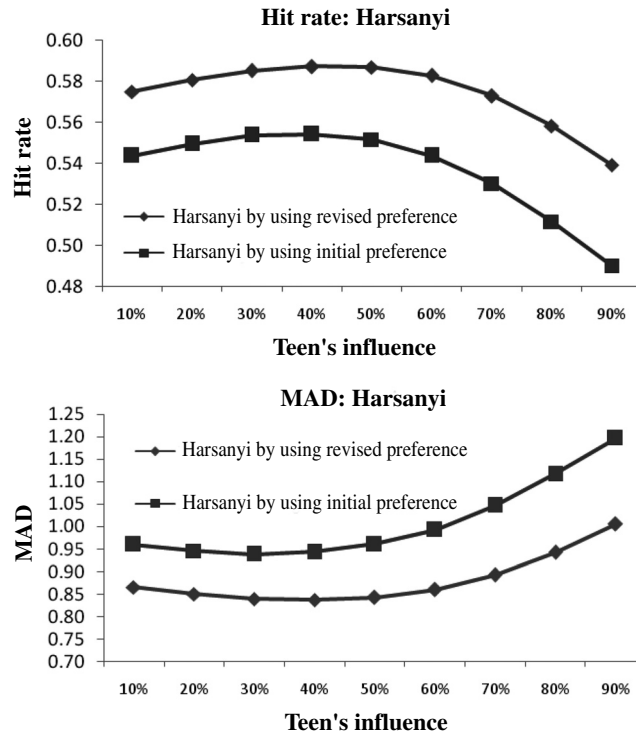 Hit rate: Harsanyi
0.60
0.58
0.56
0.54
0.52
0.50
0.48
Hit rate
Harsanyi by using revised preference
Harsanyi by using initial preference
10% 20% 30% 40% 50% 60% 70% 80% 90%
Teen's influence
MAD: Harsanyi
1.25
1.20
1.15
1.10
1.05
1.00
0.95
0.90
0.85
0.80
0.75
0.70
MAD
Harsanyi by using revised preference
Harsanyi by using initial preference
10% 20% 30% 40% 50% 60% 70% 80% 90%
Teen's influence